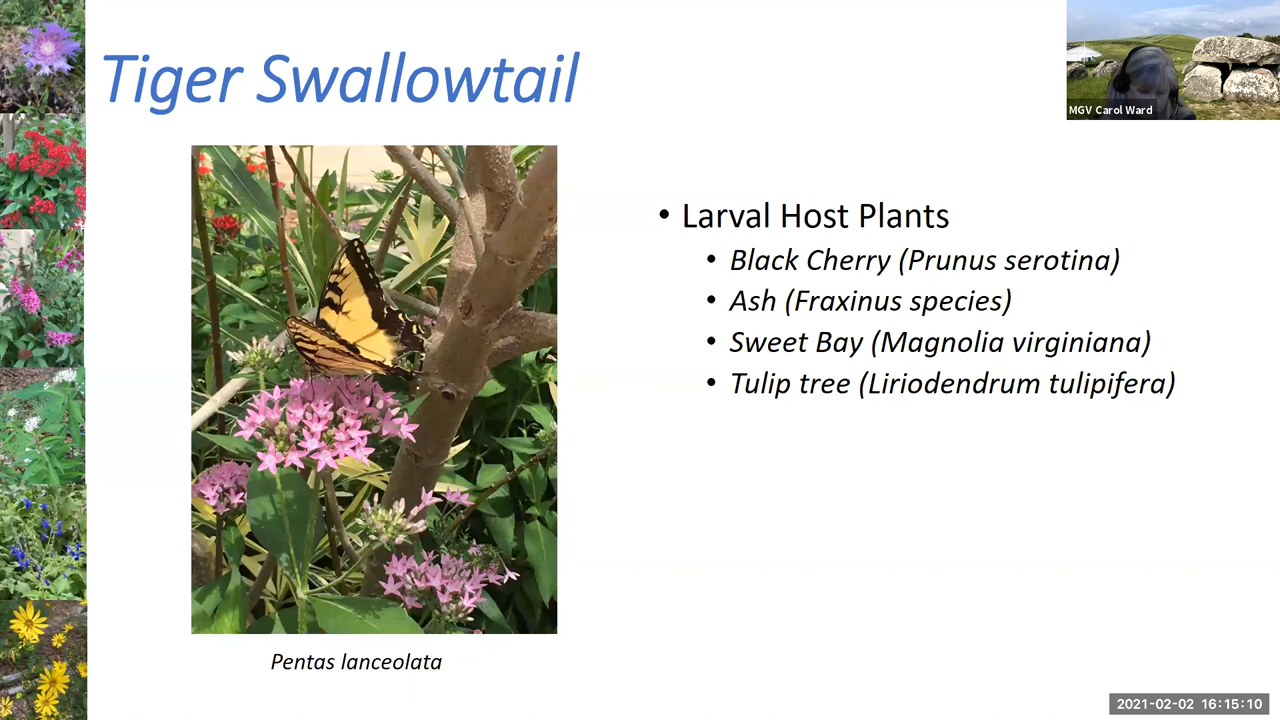 Tiger Swallowtail
MGV Carol Ward
• Larval Host Plants
• Black Cherry (Prunus serotina)
• Ash (Fraxinus species)
• Sweet Bay (Magnolia virginiana)
• Tulip tree (Liriodendrum tulipifera)
Pentas lanceolata
2021-02-02 16:15:10